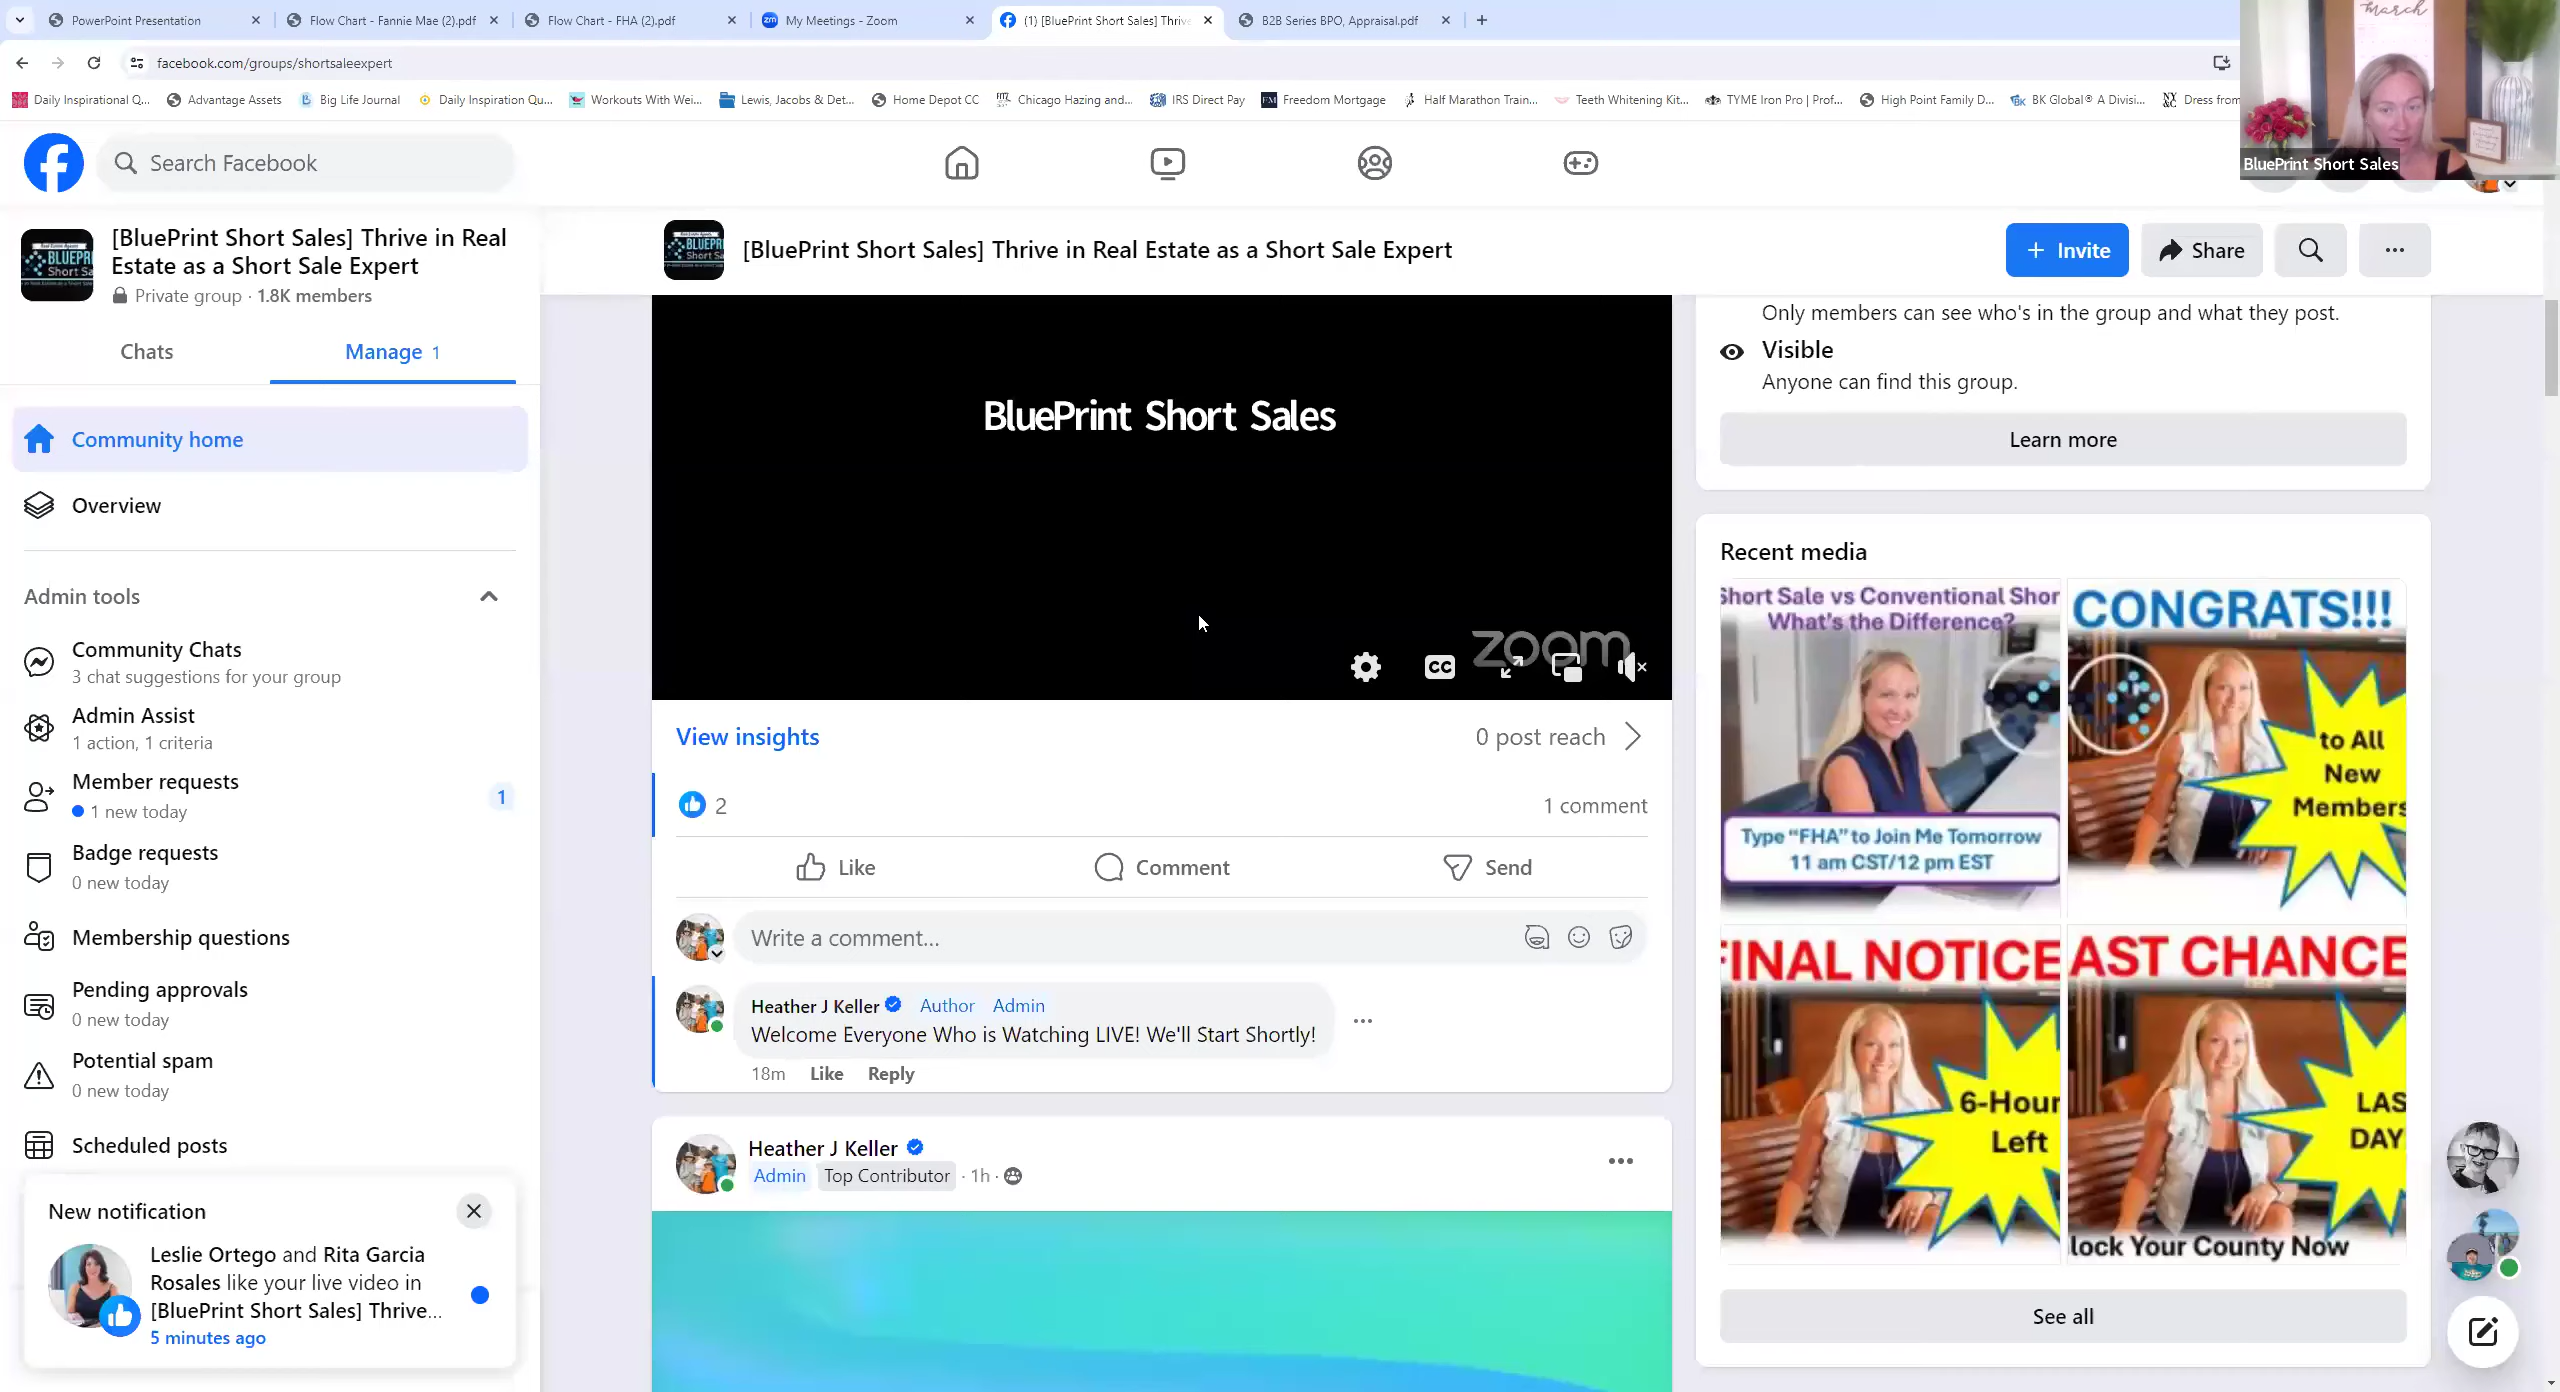 PowerPoint Presentation
Flow Chart - Fannie Mae (2).pdf
Flow Chart - FHA (2).pdf
zm
My Meetings - Zoom
(1) [BluePrint Short Sales] Thriv
B2B Series BPO, Appraisal.pdf
facebook.com/groups/shortsaleexpert
Daily Inspirational Q...
Advantage Assets
Big Life Journal
Daily Inspiration Qu...
Workouts With Wei...
Lewis, Jacobs & Det...
Home Depot CC
Chicago Hazing and...
IRS Direct Pay
Freedom Mortgage
Half Marathon Train...
Teeth Whitening Kit...
TYME Iron Pro | Prof...
High Point Family D...
BK Global® A Divisi...
Dress from
March
BluePrint Short Sales
Search Facebook
[BluePrint Short Sales] Thrive in Real
Estate as a Short Sale Expert
Private group · 1.8K members
Chats
Manage 1
Community home
Overview
Admin tools
Community Chats
3 chat suggestions for your group
Admin Assist
1 action, 1 criteria
Member requests
1 new today
1
Badge requests
0 new today
Membership questions
Pending approvals
0 new today
Potential spam
0 new today
Scheduled posts
New notification
Leslie Ortego and Rita Garcia
Rosales like your live video in
[BluePrint Short Sales] Thrive...
5 minutes ago
[BluePrint Short Sales] Thrive in Real Estate as a Short Sale Expert
+ Invite
Share
BluePrint Short Sales
zoom
CC
View insights
0 post reach
2
1 comment
Like
Comment
Send
Write a comment...
Heather J Keller Author Admin
Welcome Everyone Who is Watching LIVE! We'll Start Shortly!
18m Like Reply
Heather J Keller
Admin Top Contributor · 1h ·
Only members can see who's in the group and what they post.
Visible
Anyone can find this group.
Learn more
Recent media
Short Sale vs Conventional Shor
What's the Difference?
Type "FHA" to Join Me Tomorrow
11 am CST/12 pm EST
CONGRATS!!!
to All
New
Members
FINAL NOTICE
6-Hour
Left
LAST CHANCE
LAS
DAY
lock Your County Now
See all